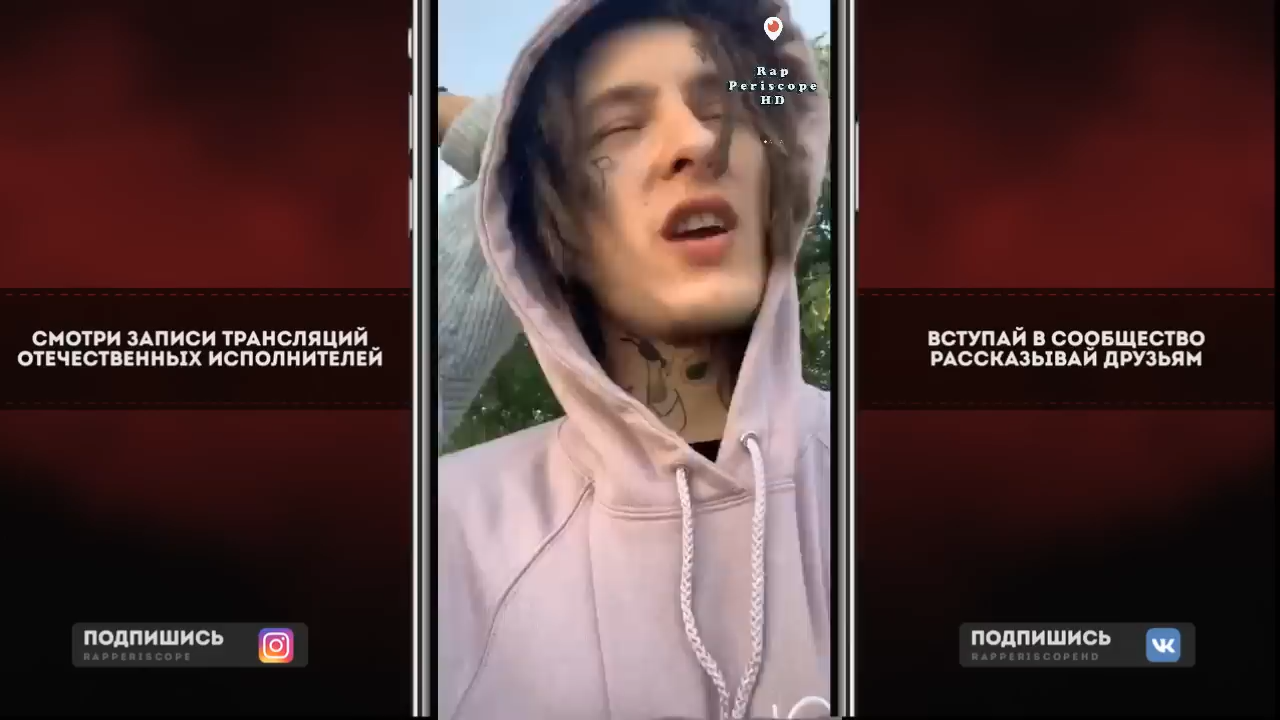 Rap
Periscope
HD
СМОТРИ ЗАПИСИ ТРАНСЛЯЦИЙ
ОТЕЧЕСТВЕННЫХ ИСПОЛНИТЕЛЕЙ
ВСТУПАЙ В СООБЩЕСТВО
РАССКАЗЫВАЙ ДРУЗЬЯМ
ПОДПИШИСЬ
RAPPERISCOPE
ПОДПИШИСЬ
RAPPERISCOPEHD